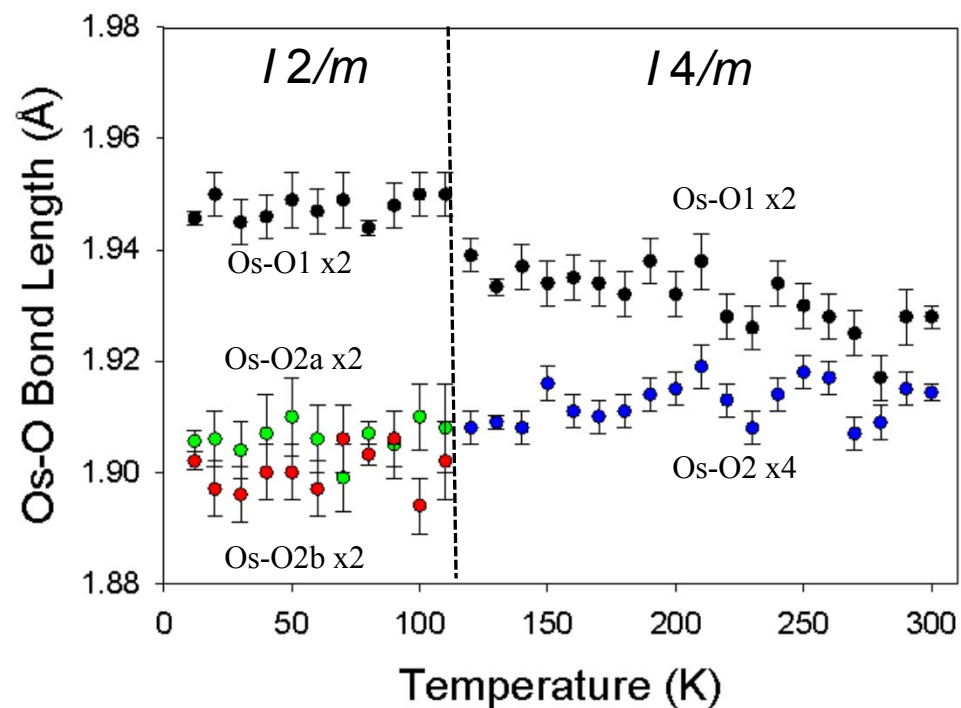 Os-O Bond Length (Å)
1.98
1.96
1.94
1.92
1.90
1.88
I 2/m
I 4/m
Os-O1 x2
Os-O1 x2
Os-O2a x2
Os-O2 x4
Os-O2b x2
0
50
100
150
200
250
300
Temperature (K)